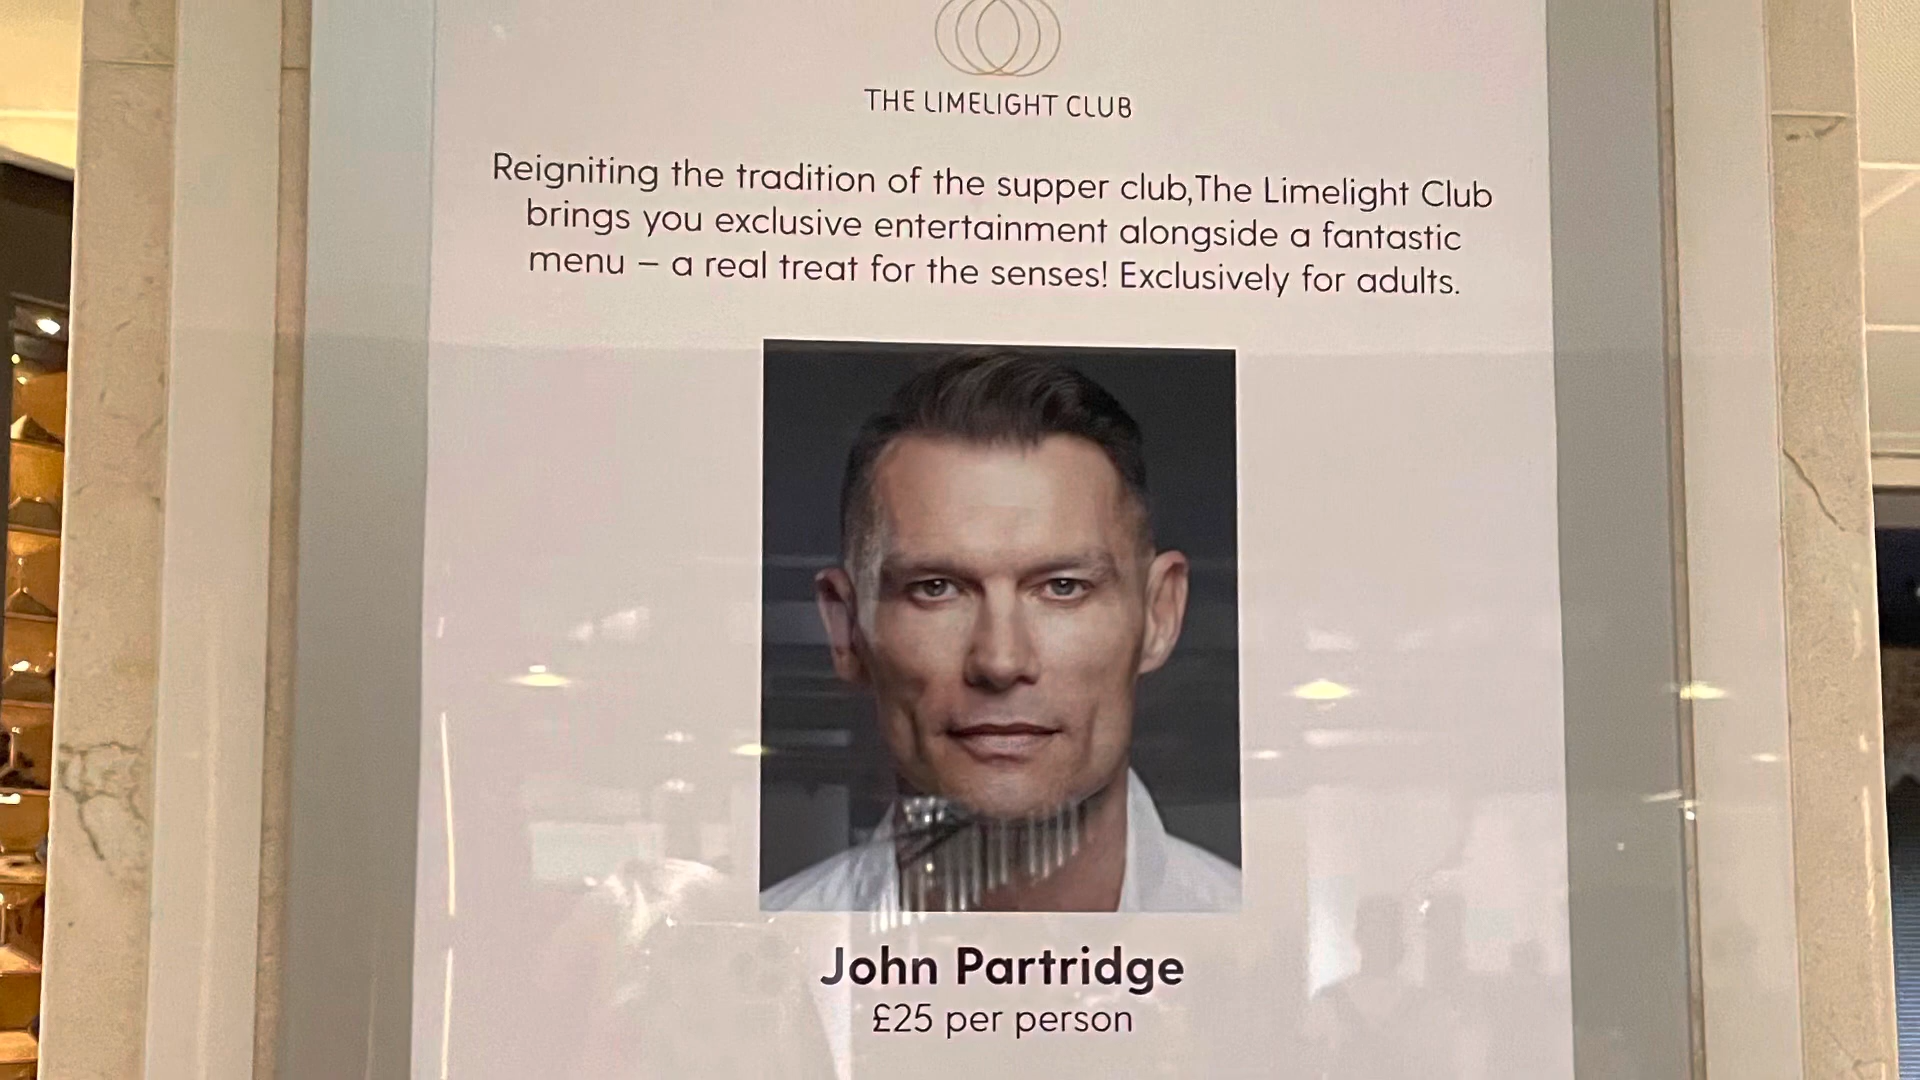 THE LIMELIGHT CLUB
Reigniting the tradition of the supper club,The Limelight Club
brings you exclusive entertainment alongside a fantastic
menu – a real treat for the senses! Exclusively for adults.
John Partridge
£25 per person